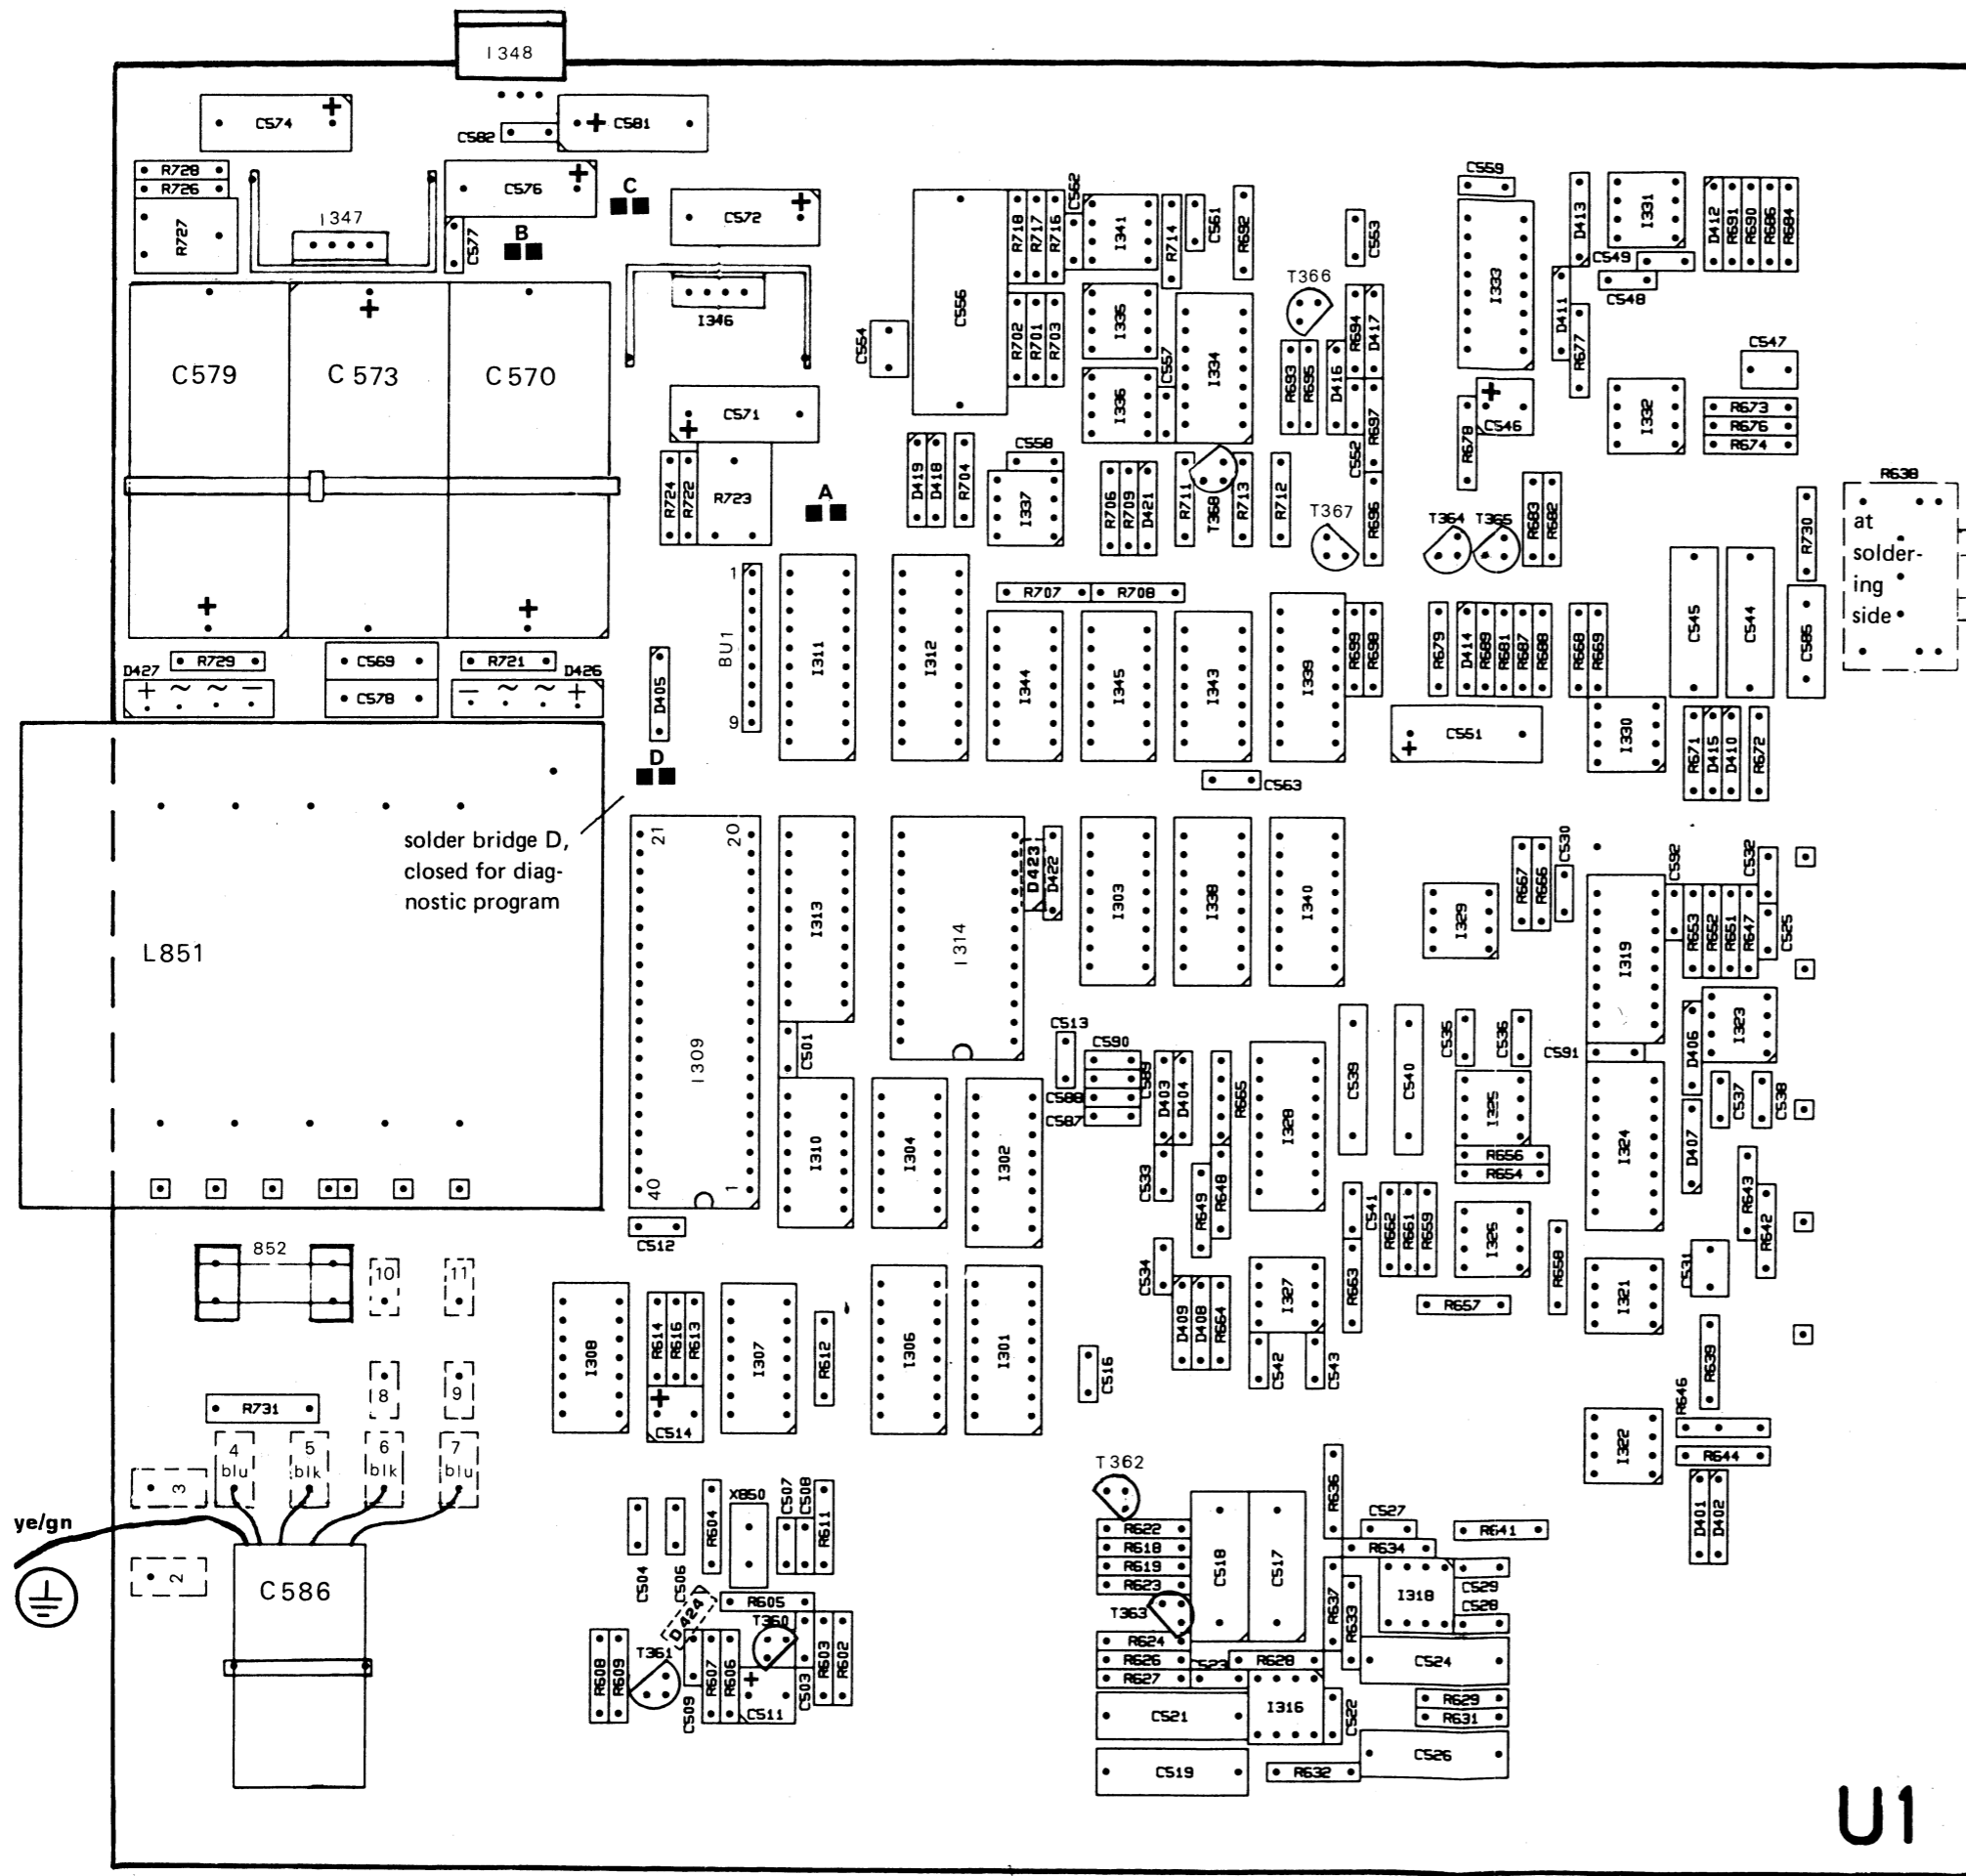 I348
C574
C582
C581
R728
R726
R727
I347
C576
C577
B
C
C572
I346
C571
R724
R722
R723
A
C579
C573
C570
D427
R729
C569
C578
R721
D426
+ ~ ~ −
− ~ ~ +
D405
D
solder bridge D,
closed for diag-
nostic program
L851
1
BU1
9
I311
I312
C554
C556
R718
R717
R716
C562
I341
R714
C561
R692
R702
R701
R703
I335
I336
C557
I334
D419
D418
R704
C558
I337
R706
R709
D421
R711
T368
R713
R712
R707
R708
I344
I345
I343
I339
C563
C553
T366
R693
R695
D416
R694
D417
C552
R697
R696
T367
C559
I333
D413
D411
R677
I331
C549
C548
D412
R691
R690
R686
R684
C547
C546
R678
I332
R673
R676
R674
T364
T365
R683
R682
R638
at
solder-
ing
side
R730
C545
C544
C585
R699
R698
R679
D414
R689
R681
R687
R688
R668
R669
C551
I330
R671
D415
D410
R672
21
20
40
1
I309
I313
C501
I310
I314
D423
D422
I303
I338
I340
I304
I302
C512
C513
C590
C589
C588
C587
D403
D404
R665
C533
R649
R648
C534
D409
D408
R664
I328
I327
C542
C543
C539
C540
C541
R663
R662
R661
R659
I329
R667
R666
C530
C535
C536
I325
R656
R654
I326
R658
R657
I319
C592
R653
R652
R651
R647
C532
C525
C591
I324
D406
I323
D407
C537
C538
R643
R642
C531
I321
R639
R646
R644
I322
D401
D402
852
10
11
8
9
R731
4
blu
5
blk
6
blk
7
blu
3
2
ye/gn
C586
I308
R614
R616
R613
C514
I307
R612
I306
I301
C516
C504
C506
R604
X850
C507
C508
R611
R605
D424
T360
T361
R608
R609
C509
R607
R606
C511
C503
R603
R602
T362
R622
R618
R619
R623
T363
R624
R626
R627
C518
C517
C523
R628
C521
C519
I316
C522
R632
R636
R637
R633
C527
R634
I318
R641
C529
C528
C524
R629
R631
C526
U1